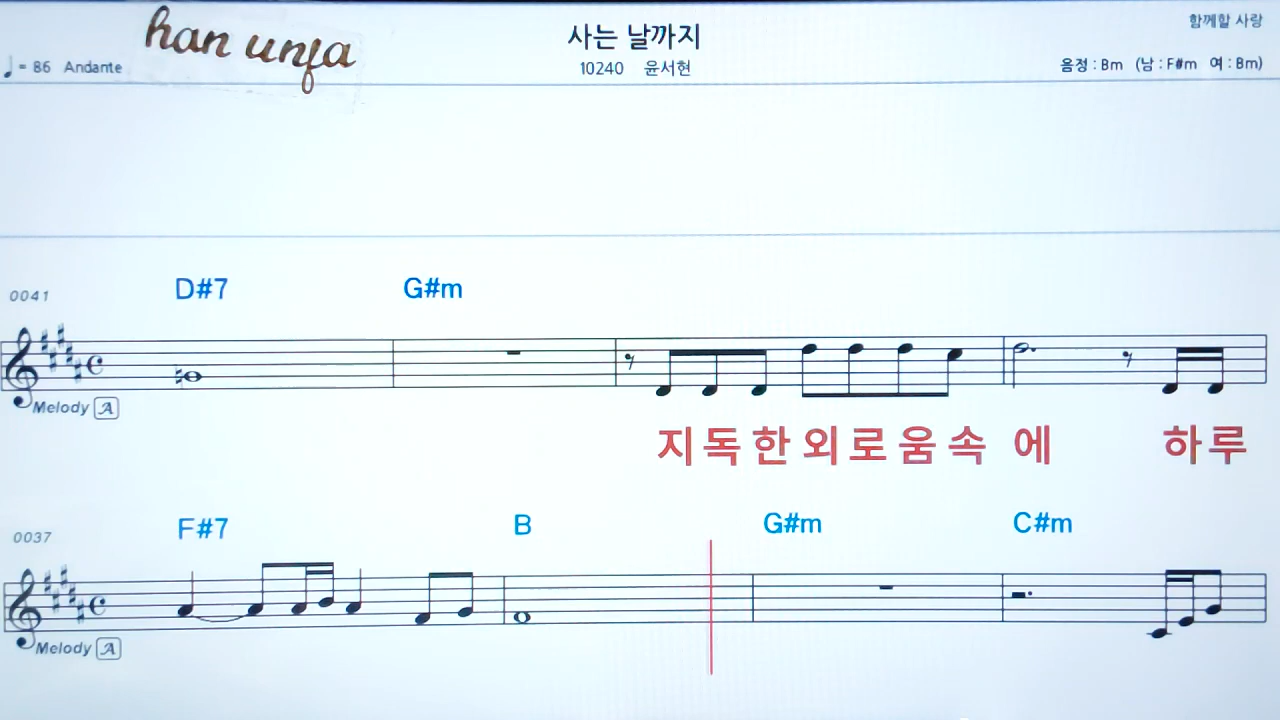 han unja
사는 날까지
함께할 사랑
♩= 86 Andante
10240 윤서현
음정 : Bm (남 : F#m 여 : Bm)
0041
D#7 G#m
Melody A
지독한외로움속 에 하루
0037
F#7 B G#m C#m
Melody A